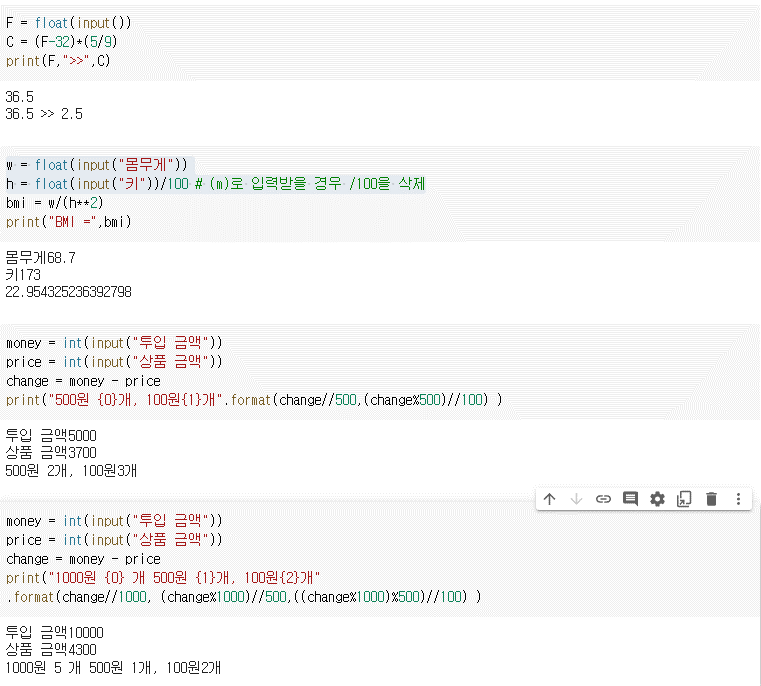 F = float(input())
C = (F-32)*(5/9)
print(F,">>",C)
36.5
36.5 >> 2.5
w = float(input("몸무게"))
h = float(input("키"))/100 # (m)로 입력받을 경우 /100을 삭제
bmi = w/(h**2)
print("BMI =",bmi)
몸무게68.7
키173
22.954325236392798
money = int(input("투입 금액"))
price = int(input("상품 금액"))
change = money - price
print("500원 {0}개, 100원{1}개".format(change//500,(change%500)//100) )
투입 금액5000
상품 금액3700
500원 2개, 100원3개
money = int(input("투입 금액"))
price = int(input("상품 금액"))
change = money - price
print("1000원 {0} 개 500원 {1}개, 100원{2}개"
.format(change//1000, (change%1000)//500,((change%1000)%500)//100) )
투입 금액10000
상품 금액4300
1000원 5 개 500원 1개, 100원2개